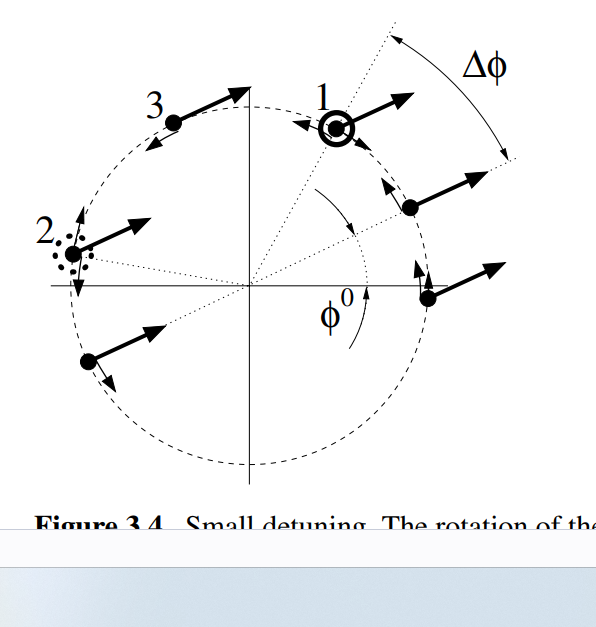 Δϕ
1
3
2
ϕ⁰
Figure 3.4. Small detuning. The rotation of the